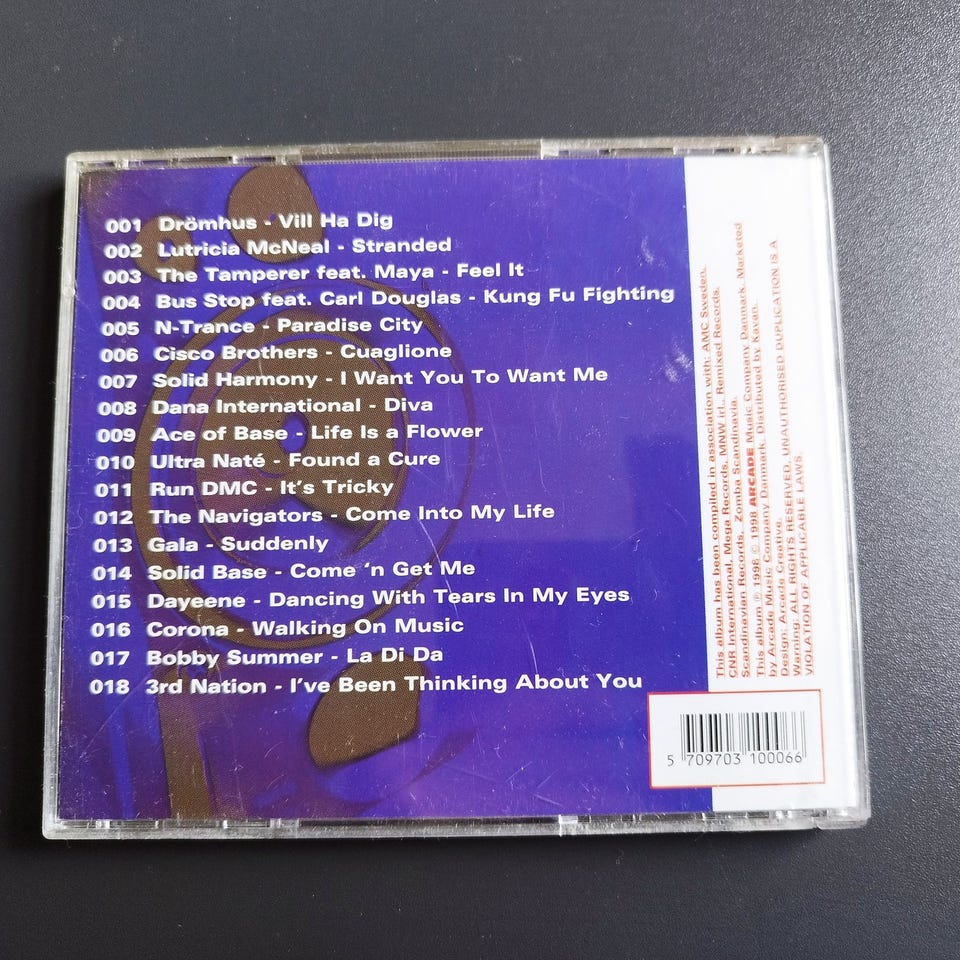 001 Drömhus - Vill Ha Dig
002 Lutricia McNeal - Stranded
003 The Tamperer feat. Maya - Feel It
004 Bus Stop feat. Carl Douglas - Kung Fu Fighting
005 N-Trance - Paradise City
006 Cisco Brothers - Cuaglione
007 Solid Harmony - I Want You To Want Me
008 Dana International - Diva
009 Ace of Base - Life Is a Flower
010 Ultra Naté - Found a Cure
011 Run DMC - It's Tricky
012 The Navigators - Come Into My Life
013 Gala - Suddenly
014 Solid Base - Come 'n Get Me
015 Dayeene - Dancing With Tears In My Eyes
016 Corona - Walking On Music
017 Bobby Summer - La Di Da
018 3rd Nation - I've Been Thinking About You
This album has been compiled in association with: AMC Sweden,
CNR International, Mega Records, MNW irl., Remixed Records,
Scandinavian Records, Zomba Scandinavia.
This album ℗ 1998 © 1998 ARCADE Music Company Danmark. Marketed
by Arcade Music Company Danmark. Distributed by Kavan.
Design: Arcade Creative.
Warning: ALL RIGHTS RESERVED. UNAUTHORISED DUPLICATION IS A
VIOLATION OF APPLICABLE LAWS.
5 709703 100066